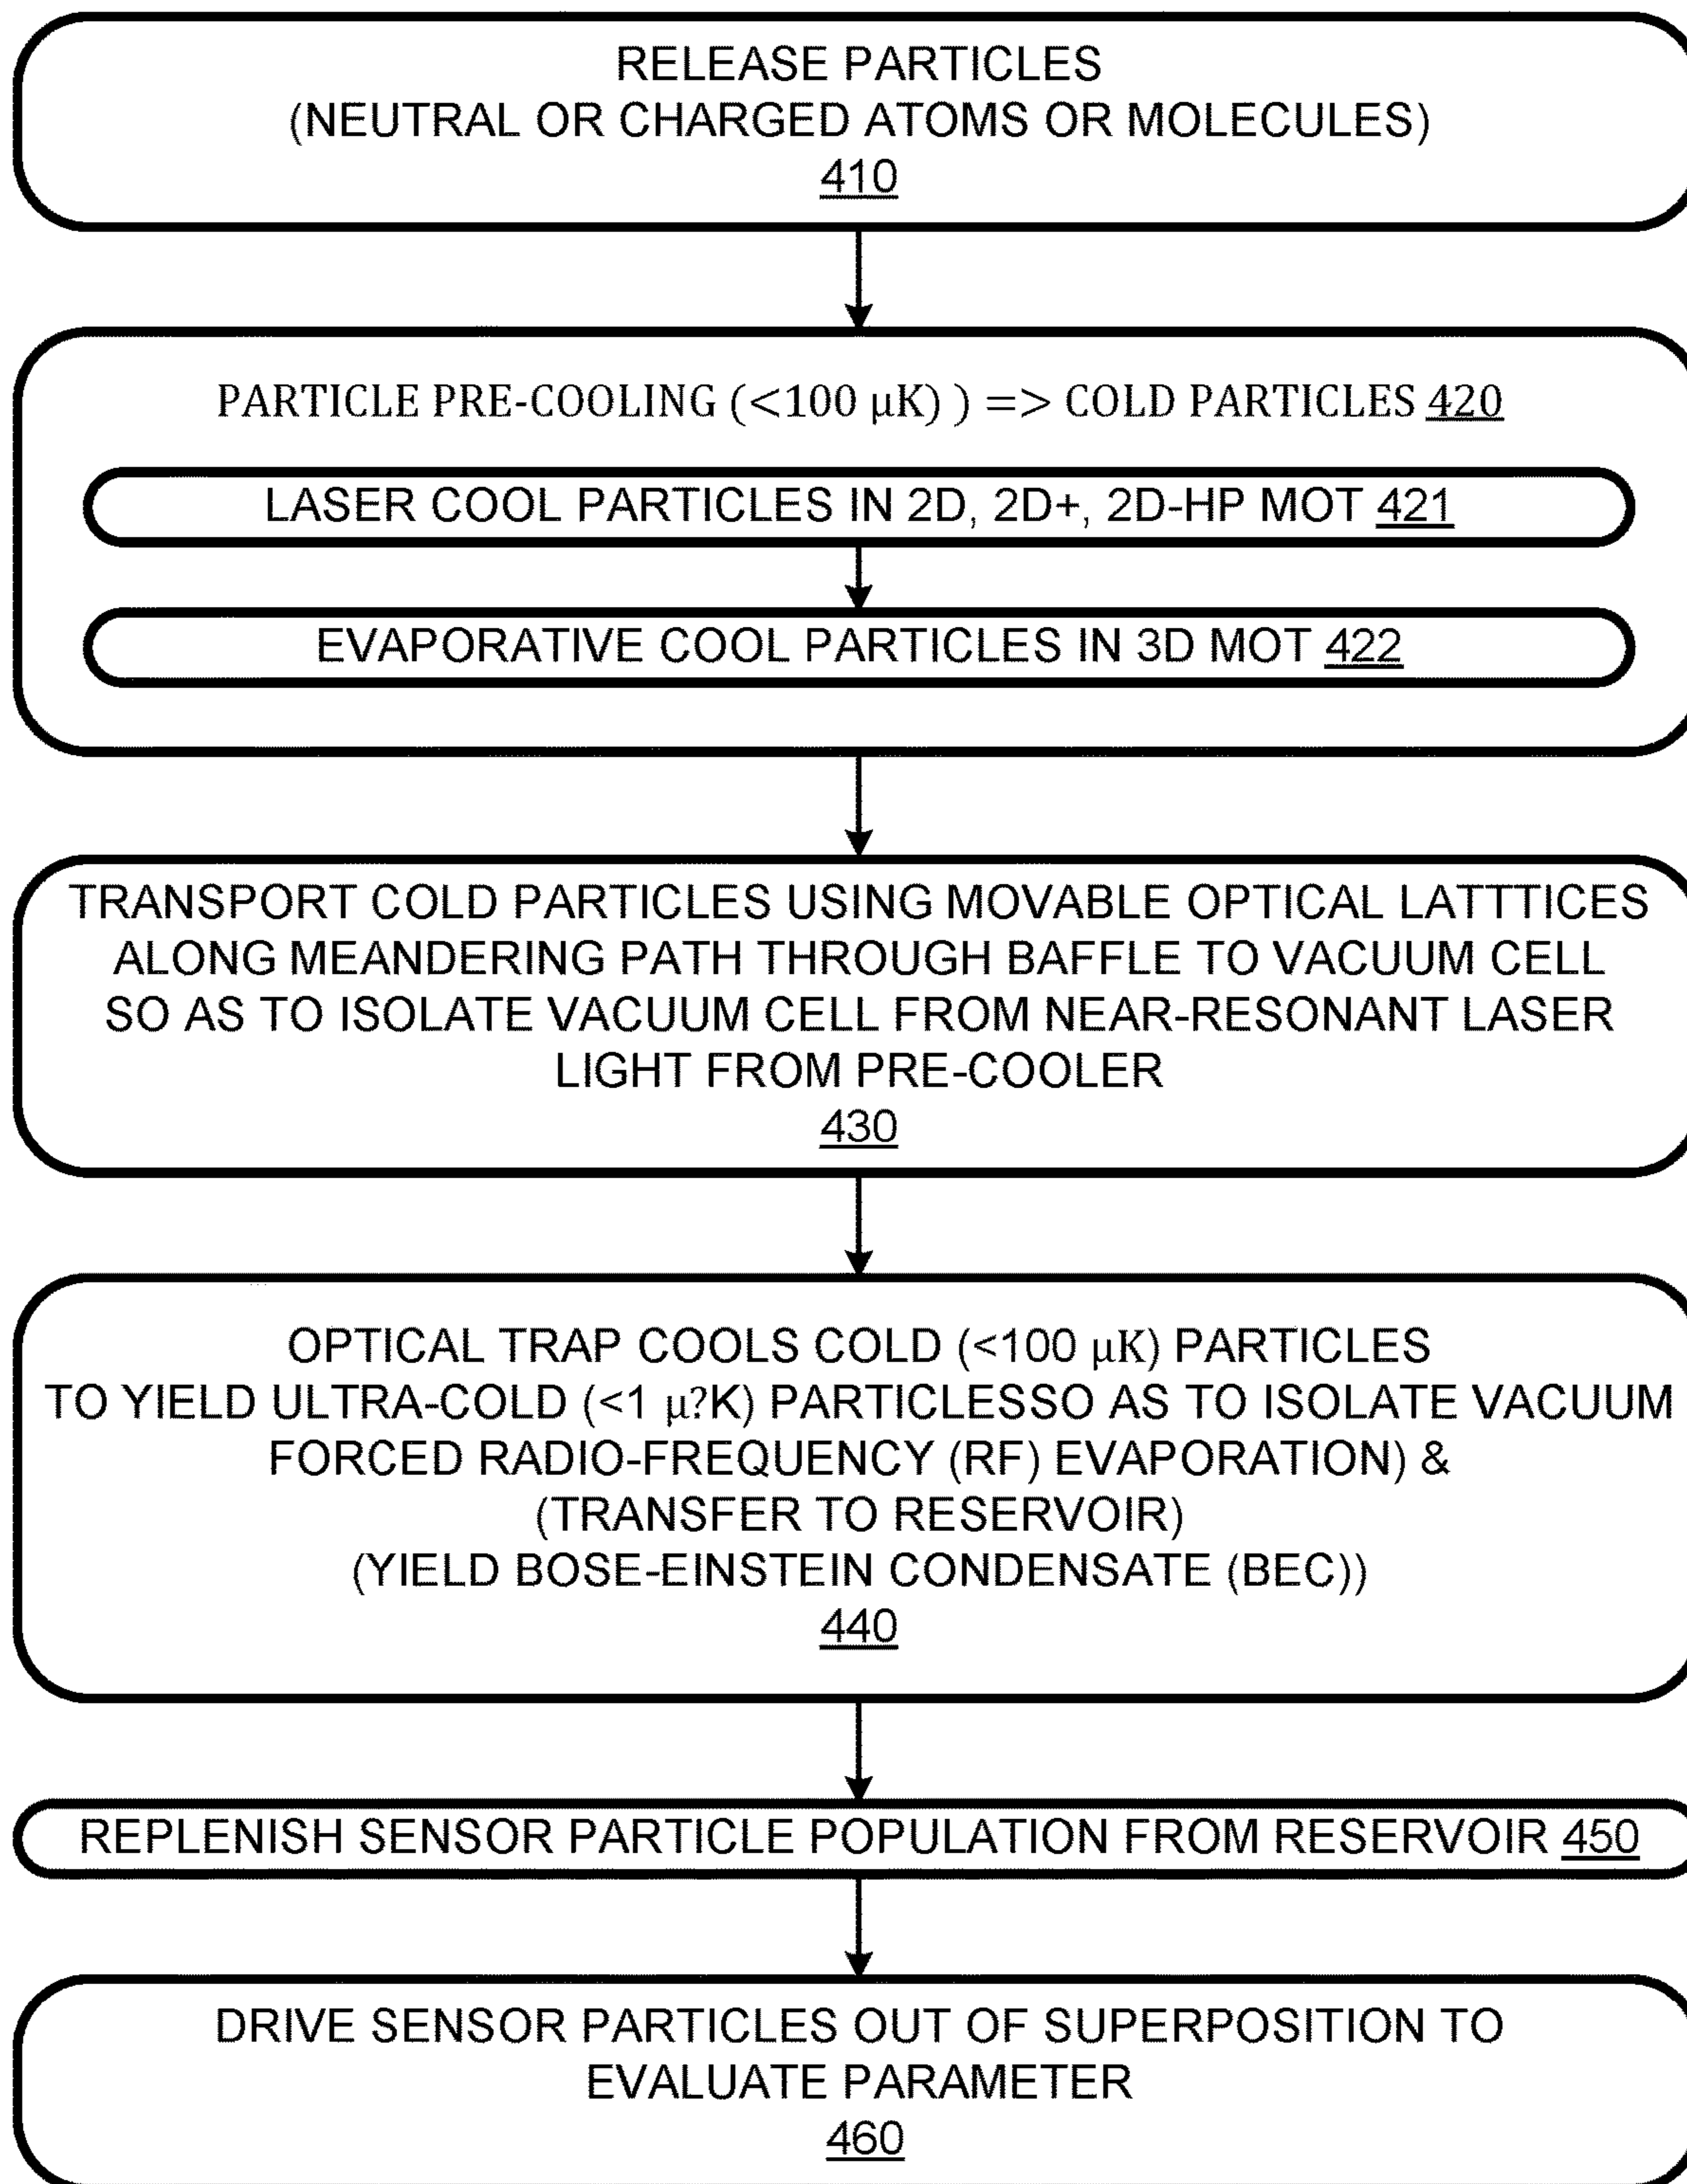 RELEASE PARTICLES
(NEUTRAL OR CHARGED ATOMS OR MOLECULES)
410
PARTICLE PRE-COOLING (<100 μK) ) => COLD PARTICLES 420
LASER COOL PARTICLES IN 2D, 2D+, 2D-HP MOT 421
EVAPORATIVE COOL PARTICLES IN 3D MOT 422
TRANSPORT COLD PARTICLES USING MOVABLE OPTICAL LATTTICES
ALONG MEANDERING PATH THROUGH BAFFLE TO VACUUM CELL
SO AS TO ISOLATE VACUUM CELL FROM NEAR-RESONANT LASER
LIGHT FROM PRE-COOLER
430
OPTICAL TRAP COOLS COLD (<100 μK) PARTICLES
TO YIELD ULTRA-COLD (<1 μ?K) PARTICLESSO AS TO ISOLATE VACUUM
FORCED RADIO-FREQUENCY (RF) EVAPORATION) &
(TRANSFER TO RESERVOIR)
(YIELD BOSE-EINSTEIN CONDENSATE (BEC))
440
REPLENISH SENSOR PARTICLE POPULATION FROM RESERVOIR 450
DRIVE SENSOR PARTICLES OUT OF SUPERPOSITION TO
EVALUATE PARAMETER
460